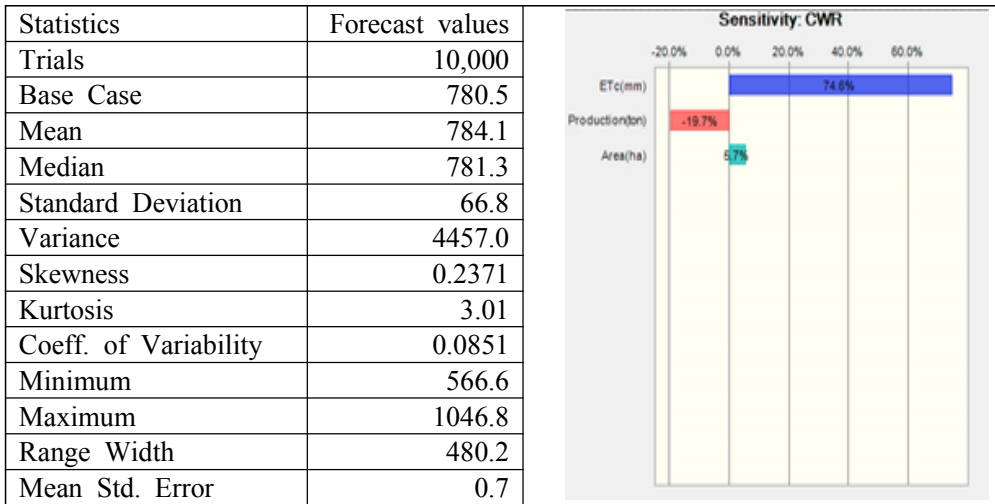 Statistics Forecast values
Trials 10,000
Base Case 780.5
Mean 784.1
Median 781.3
Standard Deviation 66.8
Variance 4457.0
Skewness 0.2371
Kurtosis 3.01
Coeff. of Variability 0.0851
Minimum 566.6
Maximum 1046.8
Range Width 480.2
Mean Std. Error 0.7
Sensitivity: CWR
-20.0% 0.0% 20.0% 40.0% 60.0%
ETc(mm) 74.6%
Production(ton) -19.7%
Area(ha) 5.7%